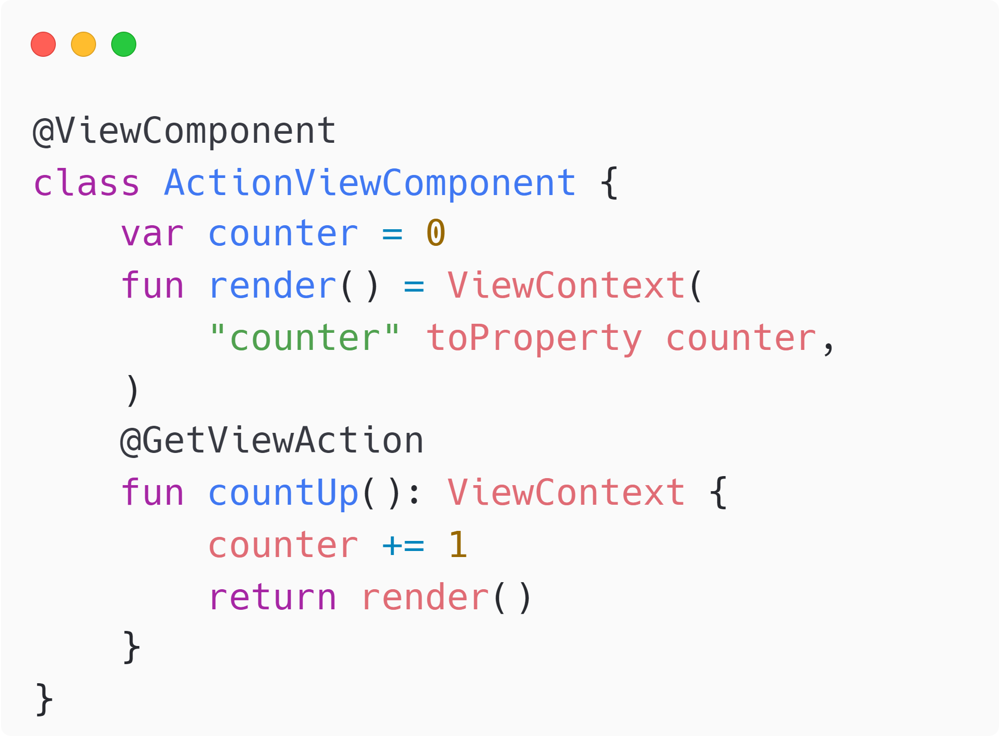 @ViewComponent
class ActionViewComponent {
    var counter = 0
    fun render() = ViewContext(
        "counter" toProperty counter,
    )
    @GetViewAction
    fun countUp(): ViewContext {
        counter += 1
        return render()
    }
}